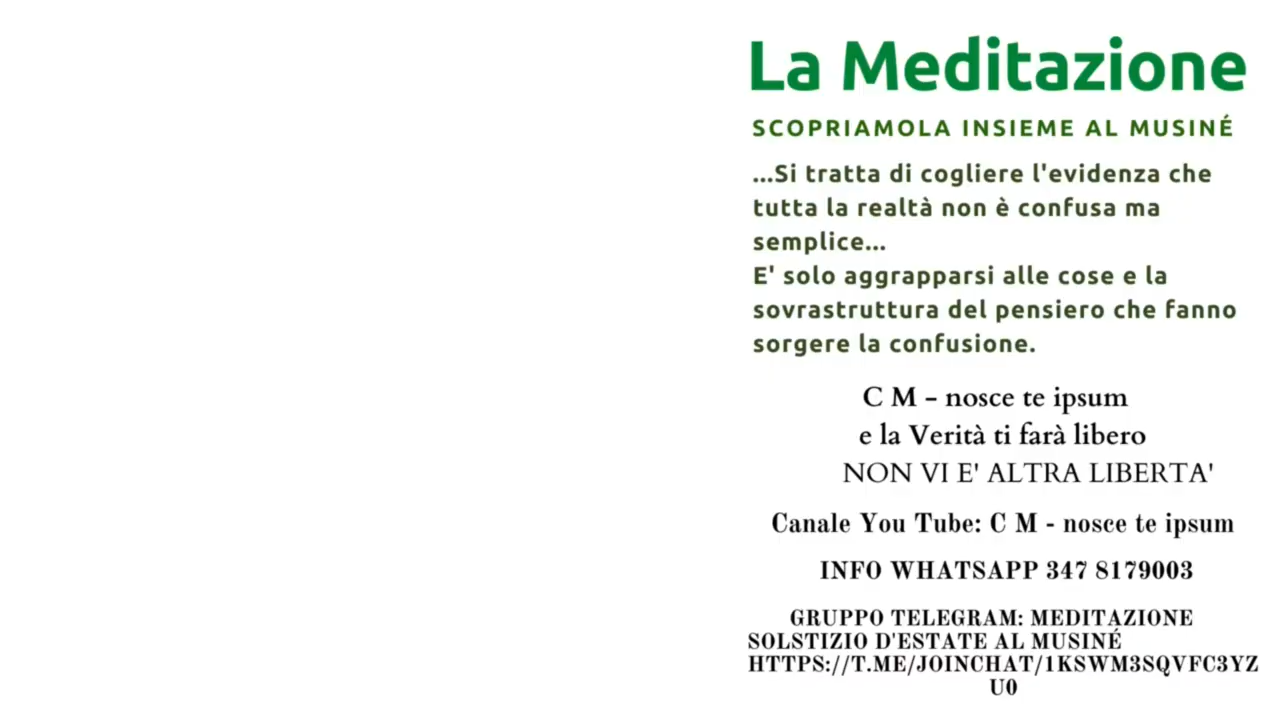 La Meditazione
SCOPRIAMOLA INSIEME AL MUSINÉ
...Si tratta di cogliere l'evidenza che
tutta la realtà non è confusa ma
semplice...
E' solo aggrapparsi alle cose e la
sovrastruttura del pensiero che fanno
sorgere la confusione.
C M - nosce te ipsum
e la Verità ti farà libero
NON VI E' ALTRA LIBERTA'
Canale You Tube: C M - nosce te ipsum
INFO WHATSAPP 347 8179003
GRUPPO TELEGRAM: MEDITAZIONE
SOLSTIZIO D'ESTATE AL MUSINÉ
HTTPS://T.ME/JOINCHAT/1KSWM3SQVFC3YZ
U0